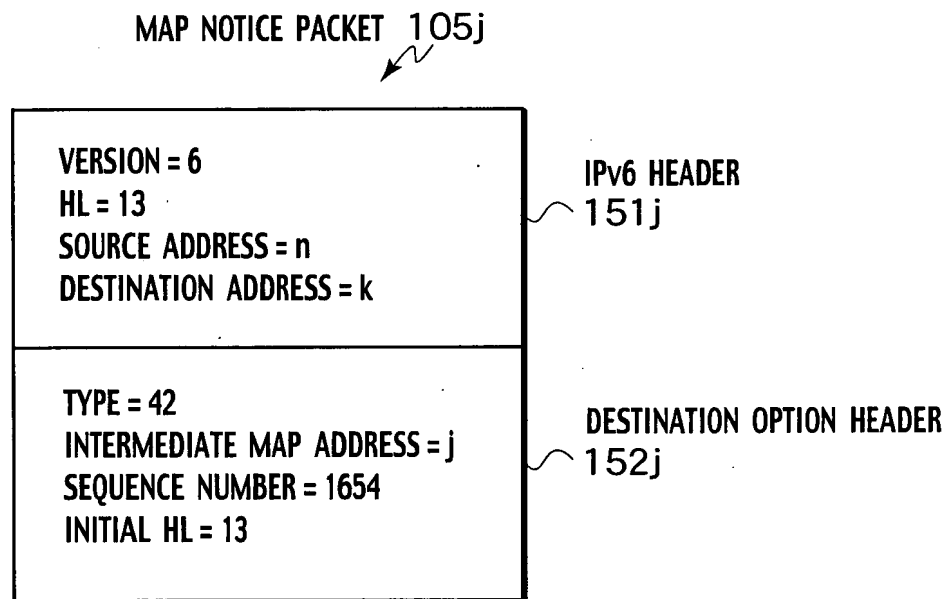 MAP NOTICE PACKET 105j
VERSION = 6
HL = 13
SOURCE ADDRESS = n
DESTINATION ADDRESS = k
IPv6 HEADER
151j
TYPE = 42
INTERMEDIATE MAP ADDRESS = j
SEQUENCE NUMBER = 1654
INITIAL HL = 13
DESTINATION OPTION HEADER
152j